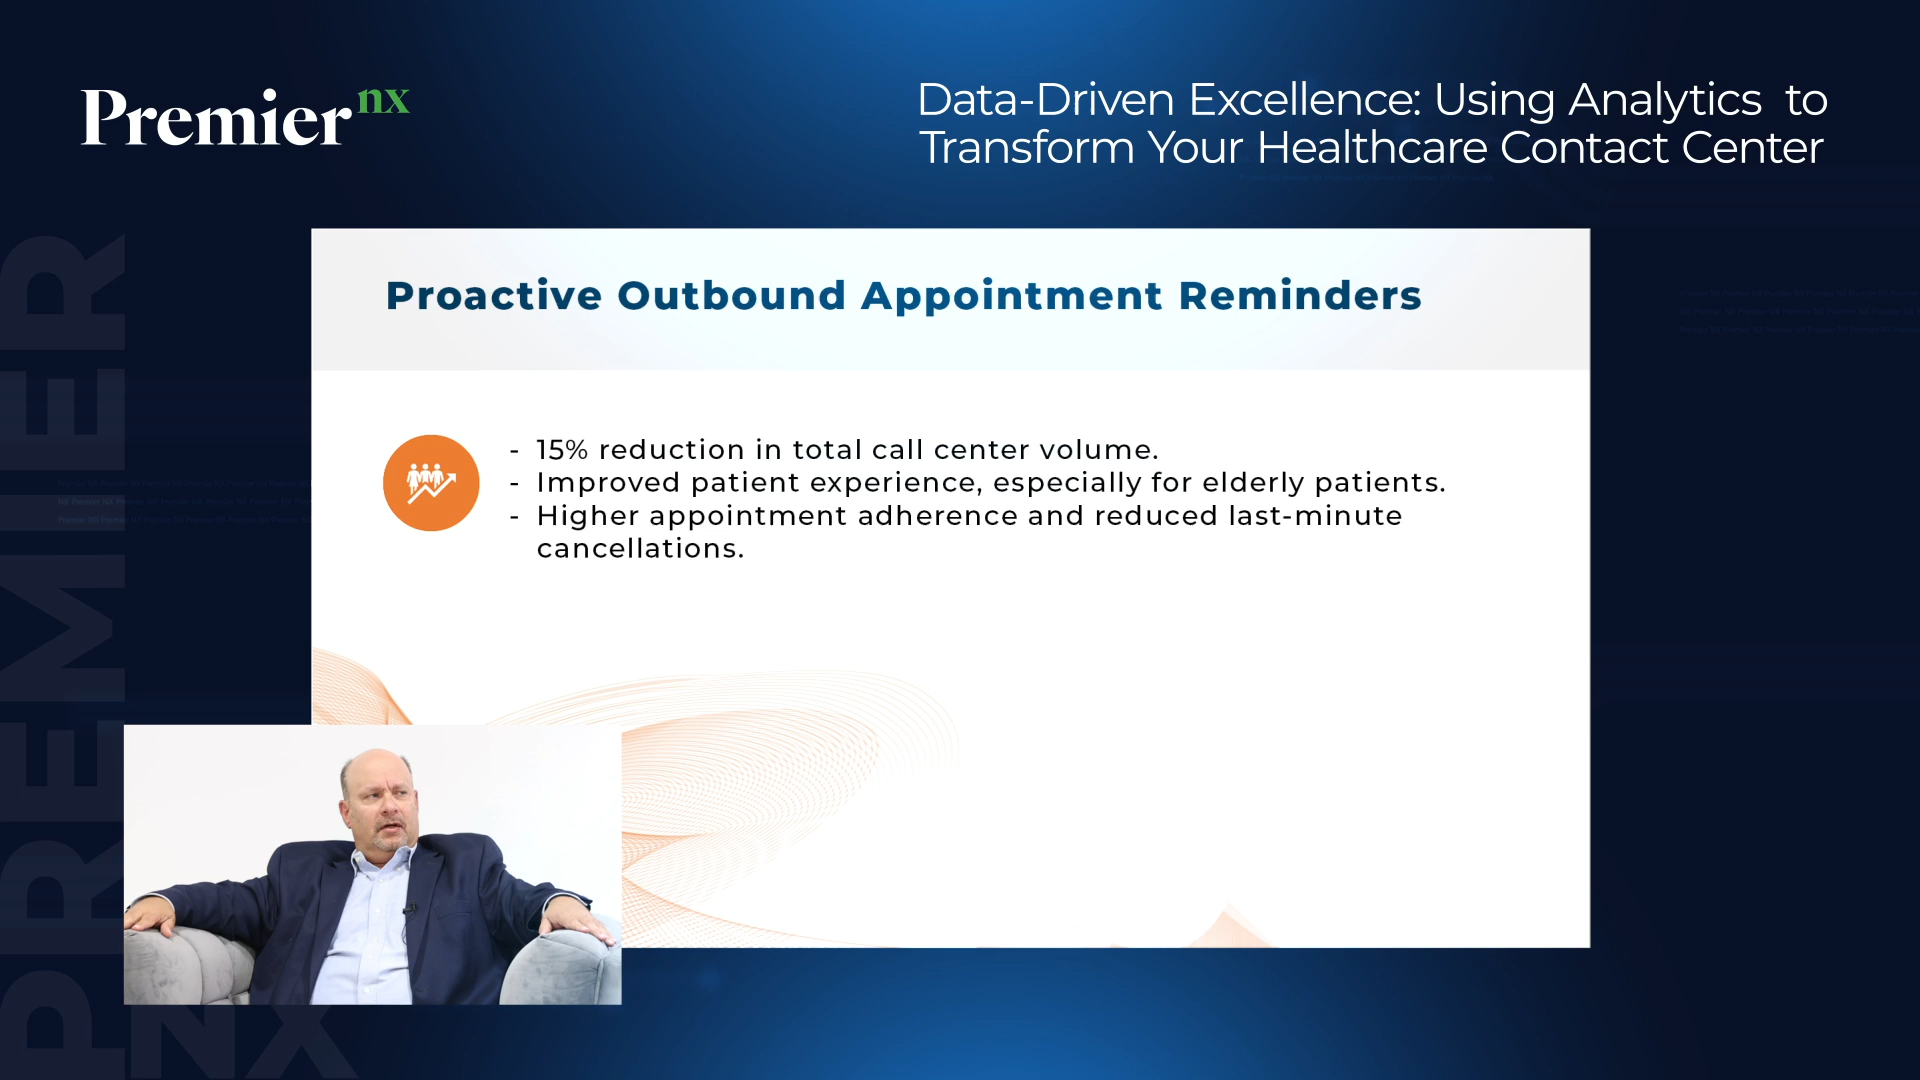 Premier nx
Data-Driven Excellence: Using Analytics to
Transform Your Healthcare Contact Center
Proactive Outbound Appointment Reminders
- 15% reduction in total call center volume.
- Improved patient experience, especially for elderly patients.
- Higher appointment adherence and reduced last-minute
cancellations.
PREMIER
NX